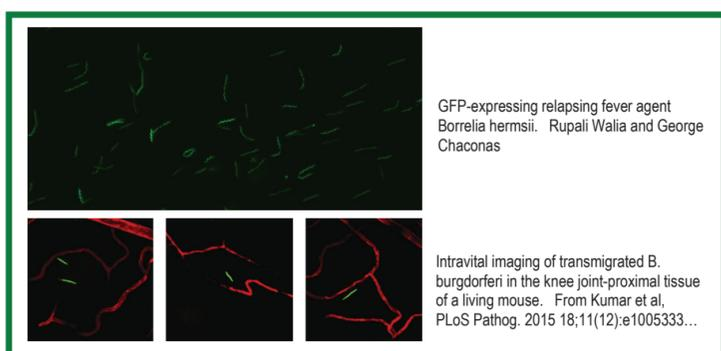 GFP-expressing relapsing fever agent
Borrelia hermsii. Rupali Walia and George
Chaconas
Intravital imaging of transmigrated B.
burgdorferi in the knee joint-proximal tissue
of a living mouse. From Kumar et al,
PLoS Pathog. 2015 18;11(12):e1005333...